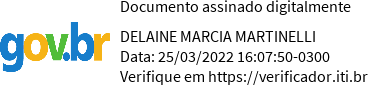 Documento assinado digitalmente
gov.br
DELAINE MARCIA MARTINELLI
Data: 25/03/2022 16:07:50-0300
Verifique em https://verificador.iti.br